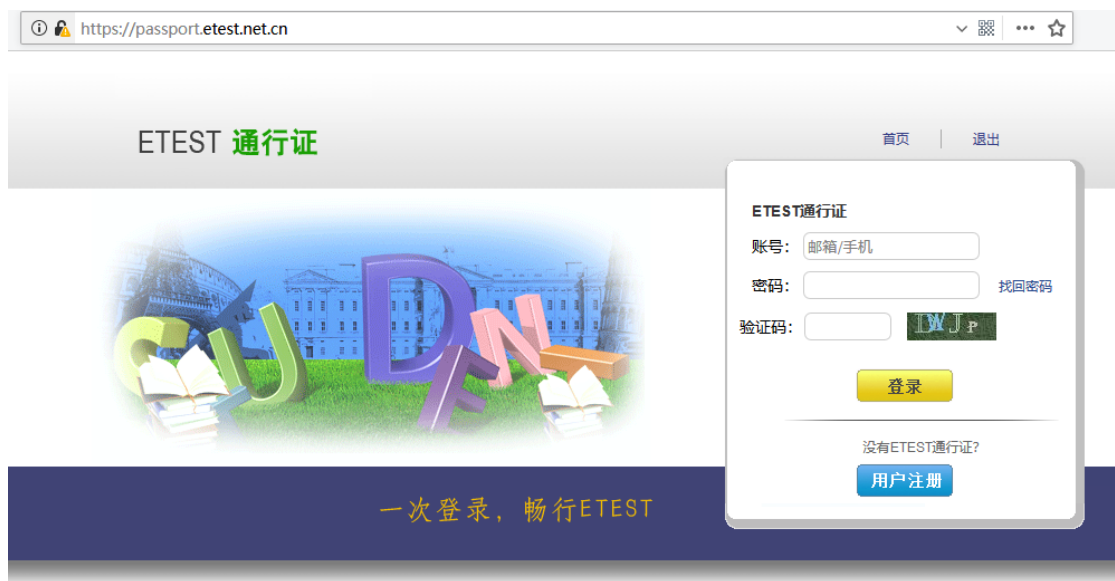 https://passport.etest.net.cn
ETEST 通行证
首页
退出
ETEST通行证
账号：
邮箱/手机
密码：
找回密码
验证码：
登录
没有ETEST通行证？
用户注册
一次登录，畅行ETEST